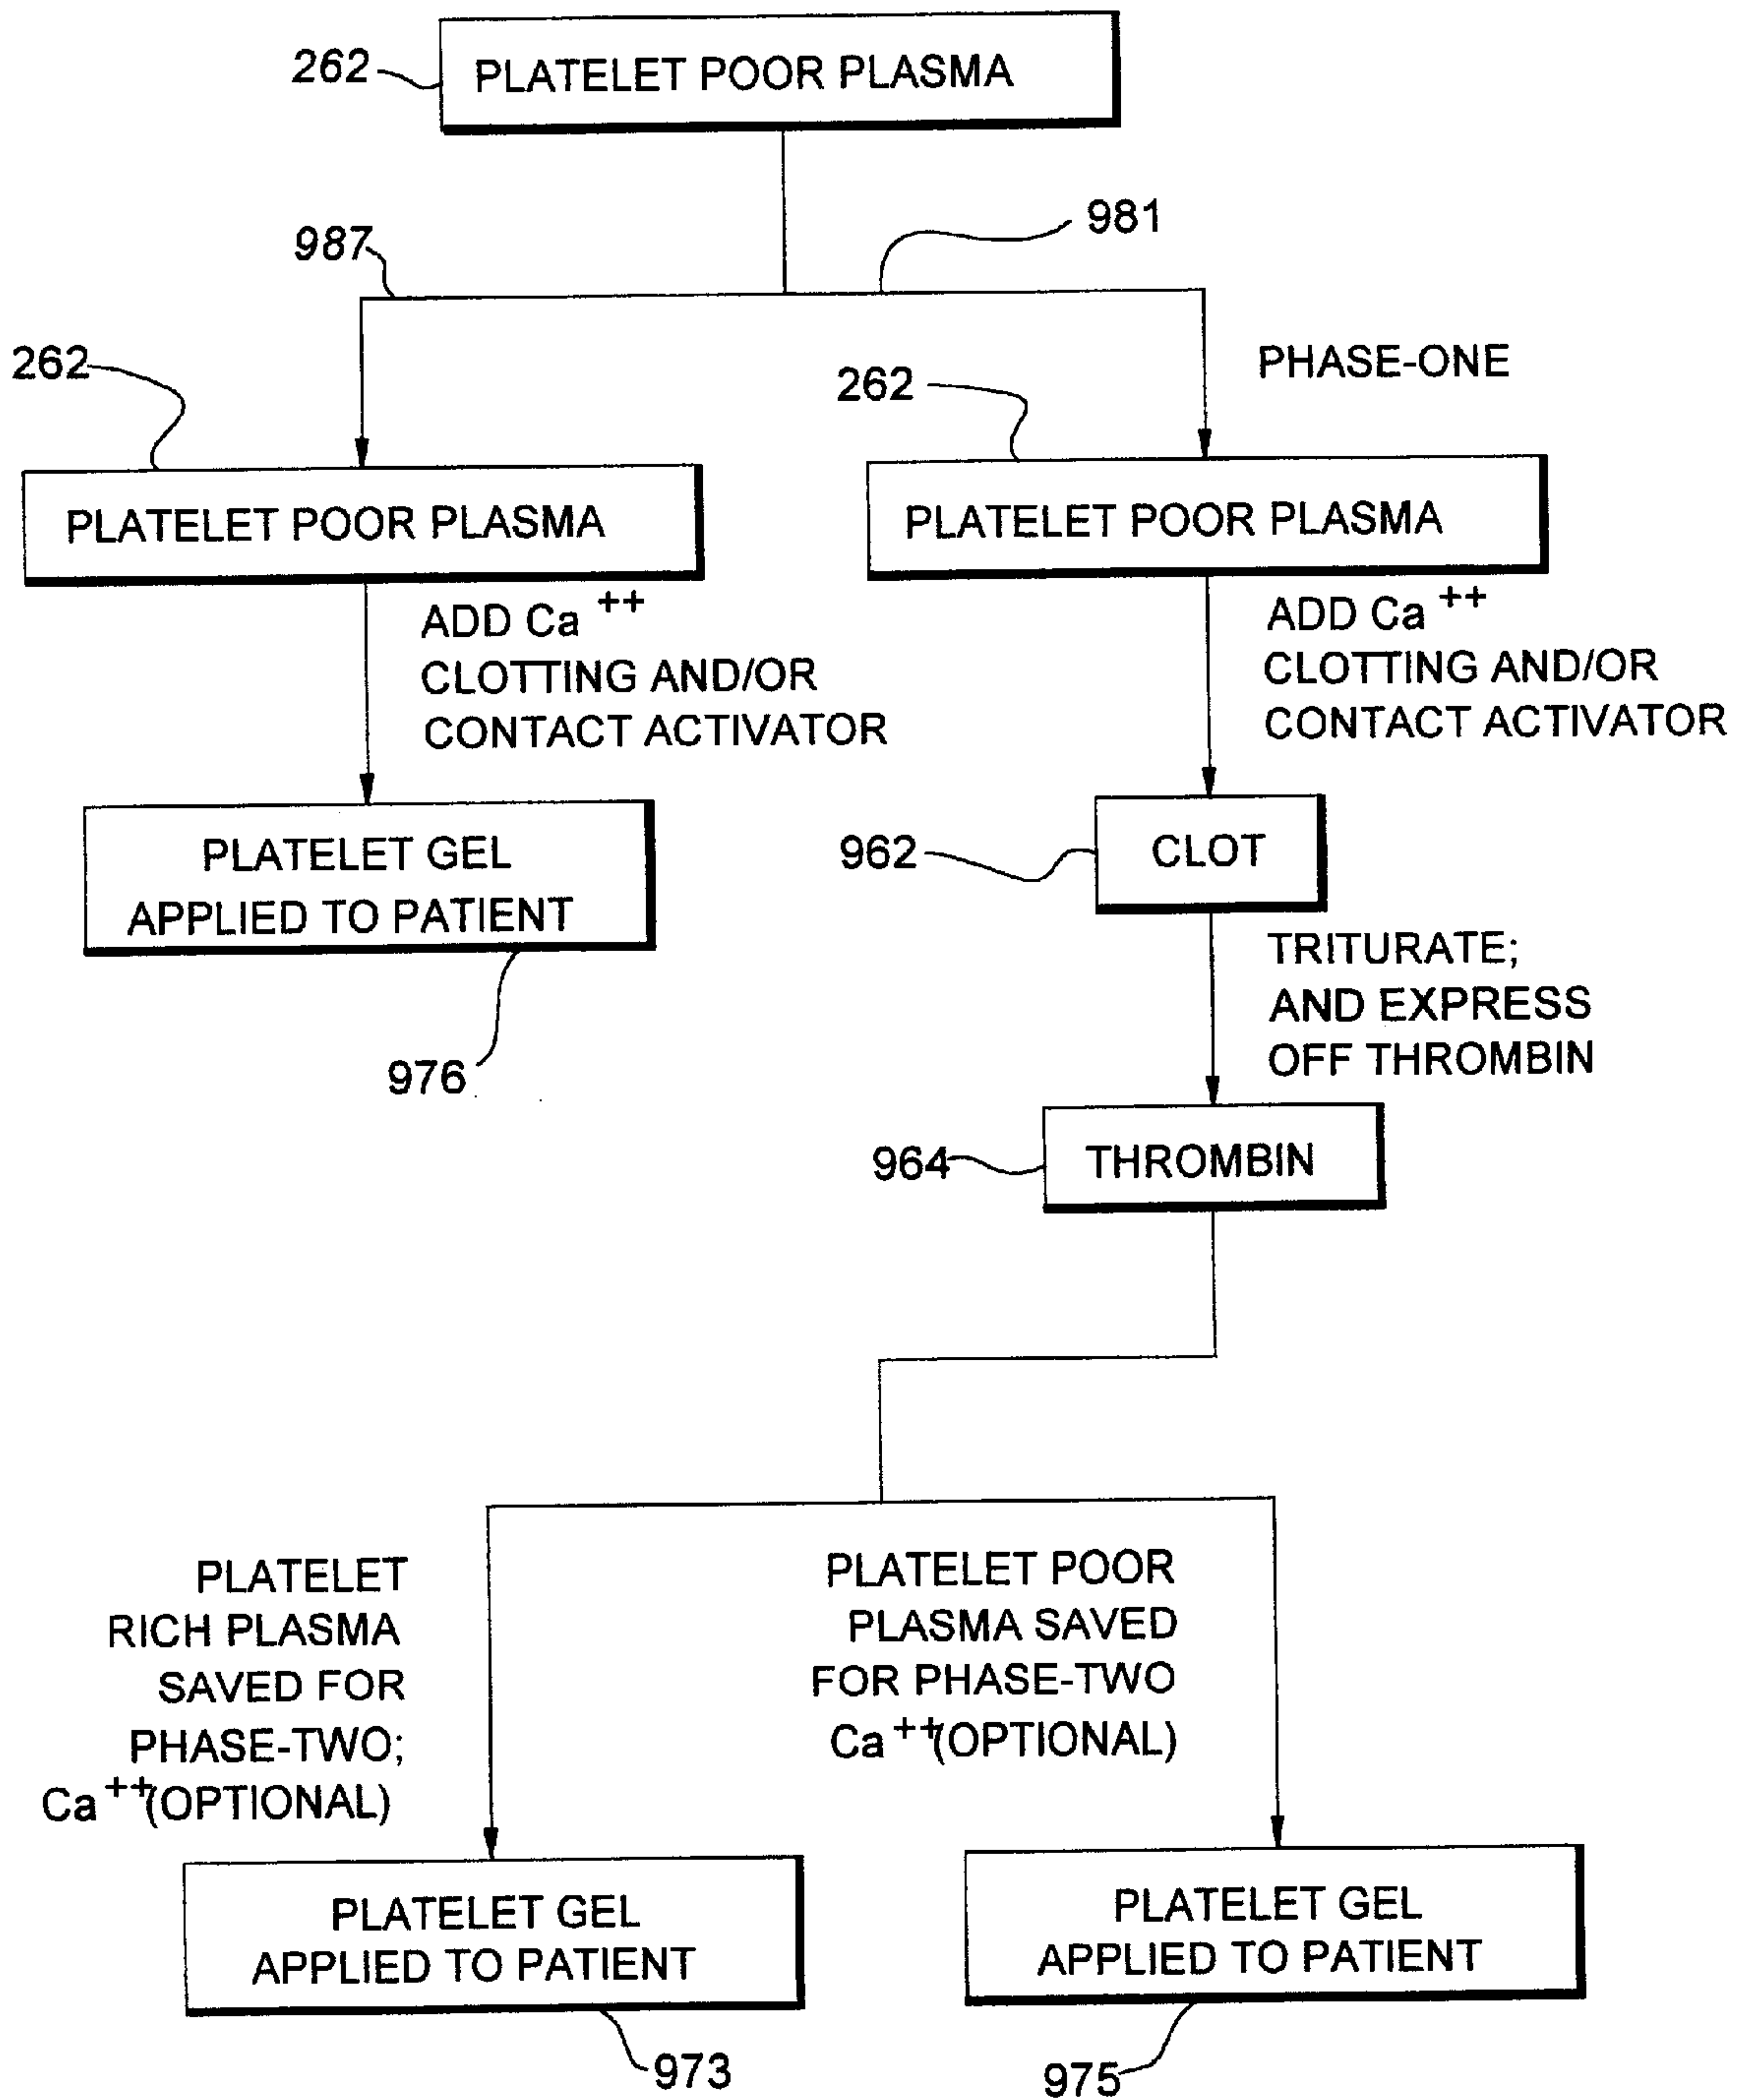 262
PLATELET POOR PLASMA
987
981
262
262
PHASE-ONE
PLATELET POOR PLASMA
PLATELET POOR PLASMA
ADD Ca ++
CLOTTING AND/OR
CONTACT ACTIVATOR
ADD Ca ++
CLOTTING AND/OR
CONTACT ACTIVATOR
PLATELET GEL
APPLIED TO PATIENT
976
962
CLOT
TRITURATE;
AND EXPRESS
OFF THROMBIN
964
THROMBIN
PLATELET
RICH PLASMA
SAVED FOR
PHASE-TWO;
Ca ++(OPTIONAL)
PLATELET POOR
PLASMA SAVED
FOR PHASE-TWO
Ca ++(OPTIONAL)
PLATELET GEL
APPLIED TO PATIENT
973
PLATELET GEL
APPLIED TO PATIENT
975